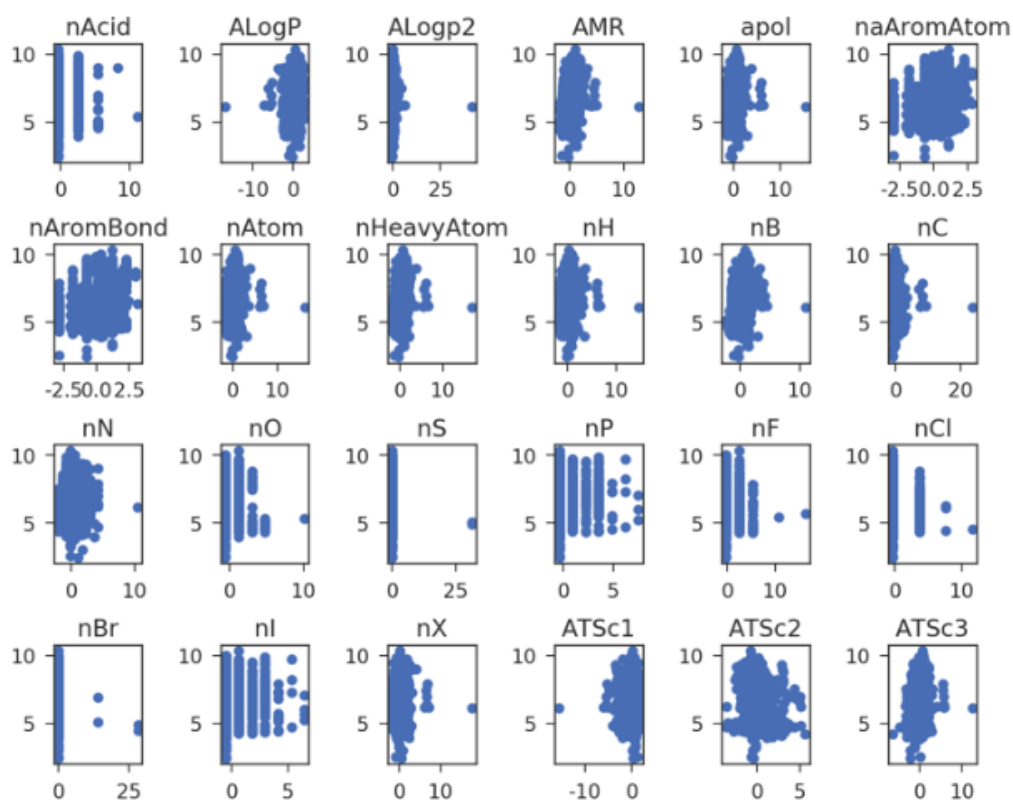 nAcid ALogP ALogp2 AMR apol naAromAtom
10 10 10 10 10 10
5 5 5 5 5 5
0 10 -10 0 0 25 0 10 0 10 -2.50.02.5
nAromBond nAtom nHeavyAtom nH nB nC
10 10 10 10 10 10
5 5 5 5 5 5
-2.50.02.5 0 10 0 10 0 10 0 10 0 20
nN nO nS nP nF nCl
10 10 10 10 10 10
5 5 5 5 5 5
0 10 0 10 0 25 0 5 0 10 0 10
nBr nI nX ATSc1 ATSc2 ATSc3
10 10 10 10 10 10
5 5 5 5 5 5
0 25 0 5 0 10 -10 0 0 5 0 10